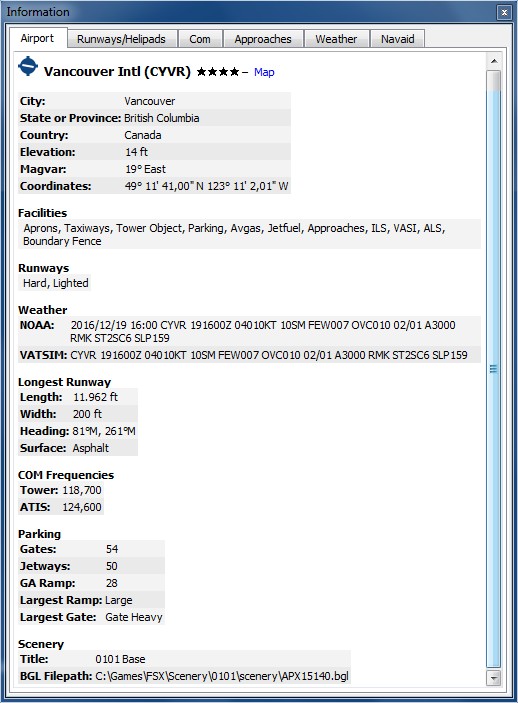 Information
Airport Runways/Helipads Com Approaches Weather Navaid
Vancouver Intl (CYVR) ★★★★– Map
City: Vancouver
State or Province: British Columbia
Country: Canada
Elevation: 14 ft
Magvar: 19° East
Coordinates: 49° 11' 41,00" N 123° 11' 2,01" W
Facilities
Aprons, Taxiways, Tower Object, Parking, Avgas, Jetfuel, Approaches, ILS, VASI, ALS,
Boundary Fence
Runways
Hard, Lighted
Weather
NOAA: 2016/12/19 16:00 CYVR 191600Z 04010KT 10SM FEW007 OVC010 02/01 A3000
RMK ST2SC6 SLP159
VATSIM: CYVR 191600Z 04010KT 10SM FEW007 OVC010 02/01 A3000 RMK ST2SC6 SLP159
Longest Runway
Length: 11.962 ft
Width: 200 ft
Heading: 81°M, 261°M
Surface: Asphalt
COM Frequencies
Tower: 118,700
ATIS: 124,600
Parking
Gates: 54
Jetways: 50
GA Ramp: 28
Largest Ramp: Large
Largest Gate: Gate Heavy
Scenery
Title: 0101 Base
BGL Filepath: C:\Games\FSX\Scenery\0101\scenery\APX15140.bgl